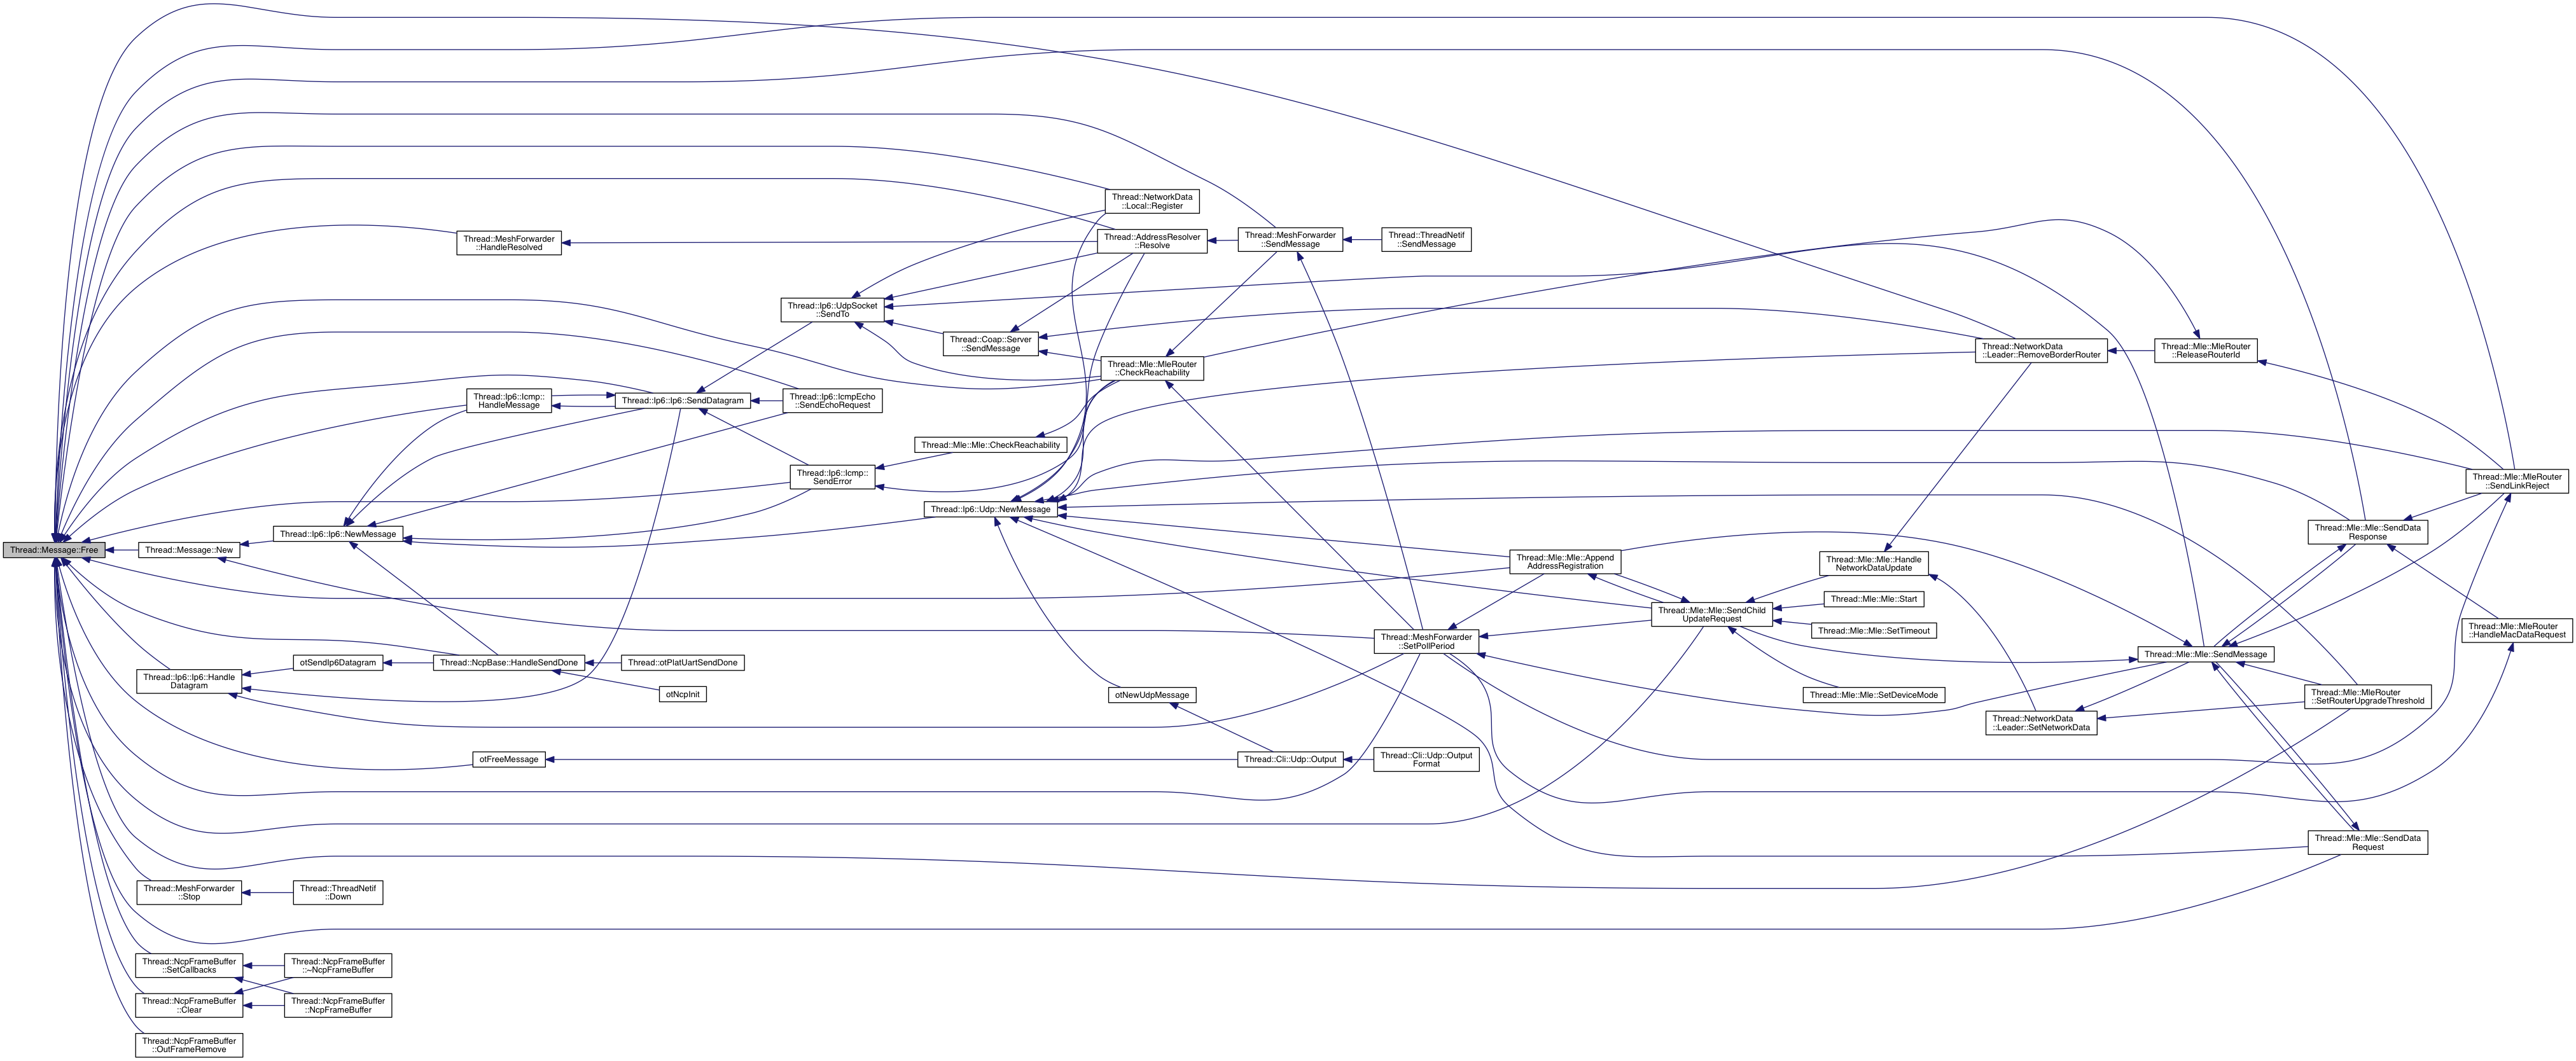 Thread::Message::Free
Thread::Message::New
Thread::Ip6::Ip6::Handle
Datagram
Thread::MeshForwarder
::Stop
Thread::NcpFrameBuffer
::SetCallbacks
Thread::NcpFrameBuffer
::Clear
Thread::NcpFrameBuffer
::OutFrameRemove
Thread::Ip6::Ip6::NewMessage
otSendIp6Datagram
Thread::ThreadNetif
::Down
Thread::NcpFrameBuffer
::~NcpFrameBuffer
Thread::NcpFrameBuffer
::NcpFrameBuffer
Thread::MeshForwarder
::HandleResolved
Thread::Ip6::Icmp::
HandleMessage
Thread::NcpBase::HandleSendDone
otFreeMessage
Thread::Ip6::Ip6::SendDatagram
Thread::otPlatUartSendDone
otNcpInit
Thread::Ip6::UdpSocket
::SendTo
Thread::Ip6::IcmpEcho
::SendEchoRequest
Thread::Ip6::Icmp::
SendError
Thread::Coap::Server
::SendMessage
Thread::Mle::Mle::CheckReachability
Thread::Ip6::Udp::NewMessage
Thread::NetworkData
::Local::Register
Thread::AddressResolver
::Resolve
Thread::Mle::MleRouter
::CheckReachability
otNewUdpMessage
Thread::MeshForwarder
::SendMessage
Thread::Cli::Udp::Output
Thread::ThreadNetif
::SendMessage
Thread::MeshForwarder
::SetPollPeriod
Thread::Cli::Udp::Output
Format
Thread::Mle::Mle::Append
AddressRegistration
Thread::Mle::Mle::SendChild
UpdateRequest
Thread::Mle::Mle::Handle
NetworkDataUpdate
Thread::Mle::Mle::Start
Thread::Mle::Mle::SetTimeout
Thread::Mle::Mle::SetDeviceMode
Thread::NetworkData
::Leader::RemoveBorderRouter
Thread::NetworkData
::Leader::SetNetworkData
Thread::Mle::MleRouter
::ReleaseRouterId
Thread::Mle::Mle::SendMessage
Thread::Mle::Mle::SendData
Response
Thread::Mle::MleRouter
::SetRouterUpgradeThreshold
Thread::Mle::Mle::SendData
Request
Thread::Mle::MleRouter
::SendLinkReject
Thread::Mle::MleRouter
::HandleMacDataRequest